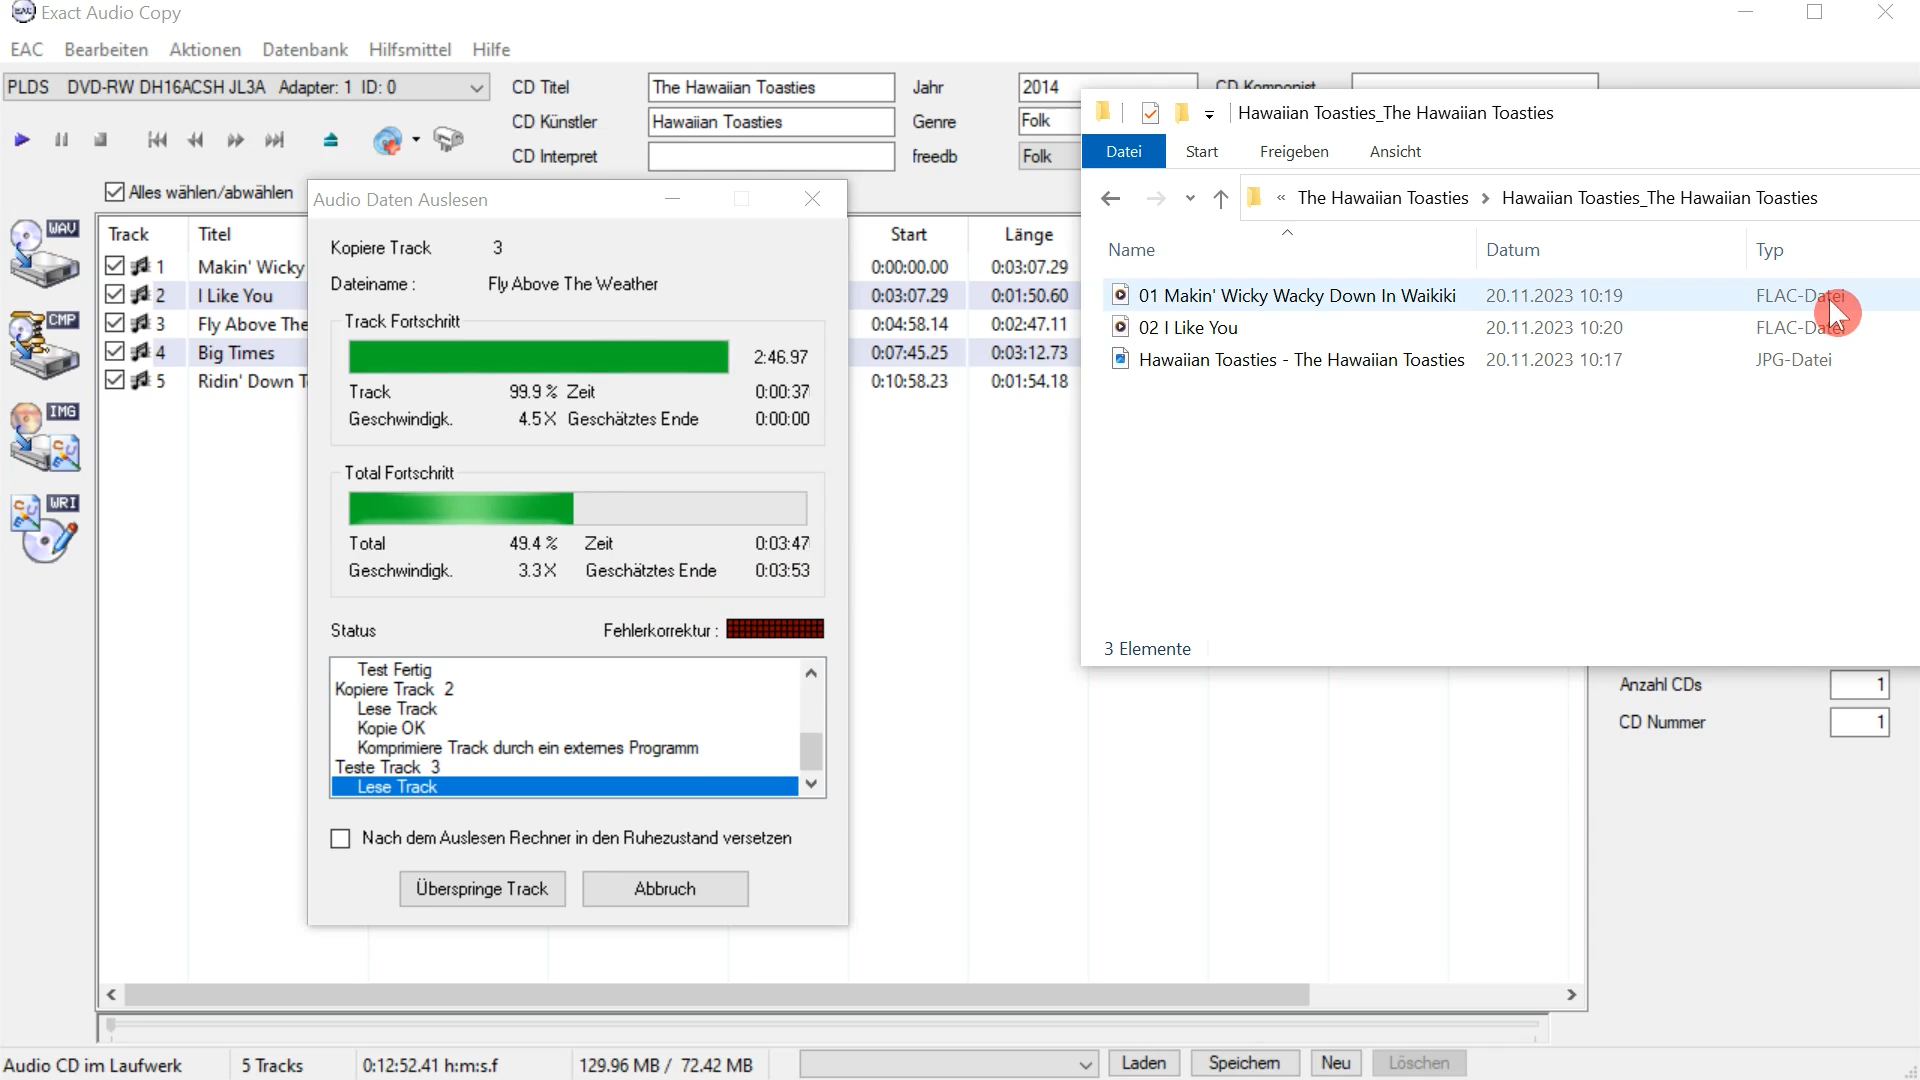 Exact Audio Copy
EAC Bearbeiten Aktionen Datenbank Hilfsmittel Hilfe
PLDS DVD-RW DH16ACSH JL3A Adapter: 1 ID: 0
CD Titel The Hawaiian Toasties Jahr 2014 CD Komponist
CD Künstler Hawaiian Toasties Genre Folk
CD Interpret freedb Folk
Alles wählen/abwählen
WAV
CMP
IMG
WRI
Track Titel Start Länge
1 Makin' Wicky 0:00:00.00 0:03:07.29
2 I Like You 0:03:07.29 0:01:50.60
3 Fly Above The 0:04:58.14 0:02:47.11
4 Big Times 0:07:45.25 0:03:12.73
5 Ridin' Down T 0:10:58.23 0:01:54.18
Audio Daten Auslesen
Kopiere Track 3
Dateiname : Fly Above The Weather
Track Fortschritt
2:46.97
Track 99.9 % Zeit 0:00:37
Geschwindigk. 4.5X Geschätztes Ende 0:00:00
Total Fortschritt
Total 49.4 % Zeit 0:03:47
Geschwindigk. 3.3X Geschätztes Ende 0:03:53
Status Fehlerkorrektur :
Test Fertig
Kopiere Track 2
Lese Track
Kopie OK
Komprimiere Track durch ein externes Programm
Teste Track 3
Lese Track
Nach dem Auslesen Rechner in den Ruhezustand versetzen
Überspringe Track Abbruch
Hawaiian Toasties_The Hawaiian Toasties
Datei Start Freigeben Ansicht
« The Hawaiian Toasties > Hawaiian Toasties_The Hawaiian Toasties
Name Datum Typ
01 Makin' Wicky Wacky Down In Waikiki 20.11.2023 10:19 FLAC-Datei
02 I Like You 20.11.2023 10:20 FLAC-Datei
Hawaiian Toasties - The Hawaiian Toasties 20.11.2023 10:17 JPG-Datei
3 Elemente
Anzahl CDs 1
CD Nummer 1
Audio CD im Laufwerk 5 Tracks 0:12:52.41 h:m:s.f 129.96 MB / 72.42 MB Laden Speichern Neu Löschen